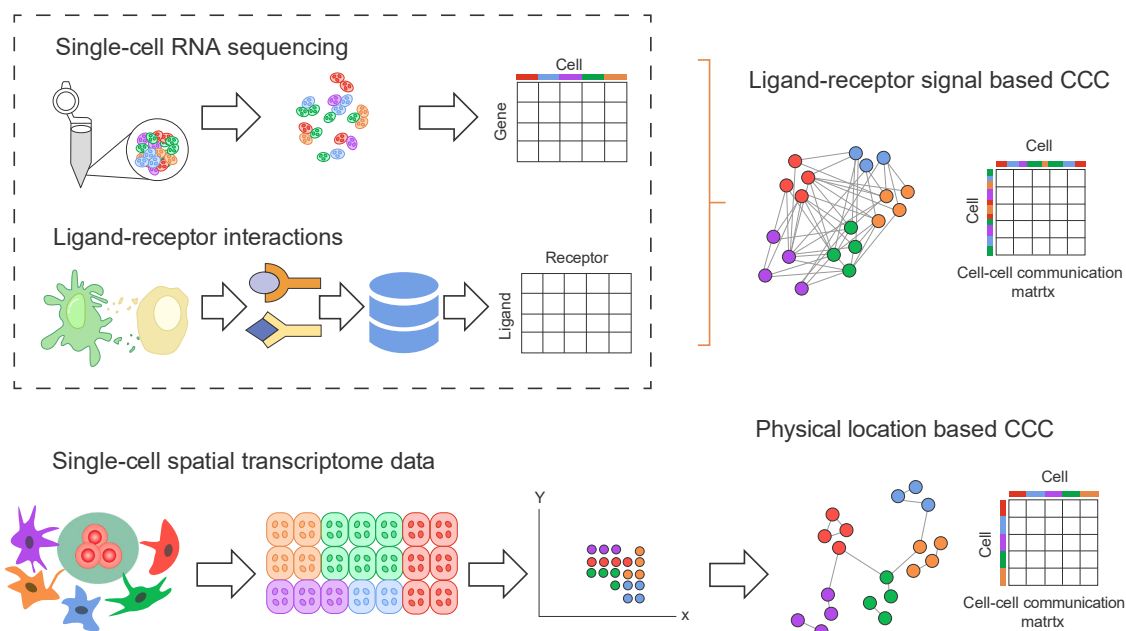 Single-cell RNA sequencing
Cell
Gene
Ligand-receptor signal based CCC
Cell
Cell
Cell-cell communication
matrtx
Ligand-receptor interactions
Receptor
Ligand
Physical location based CCC
Single-cell spatial transcriptome data
Y
x
Cell
Cell
Cell-cell communication
matrtx